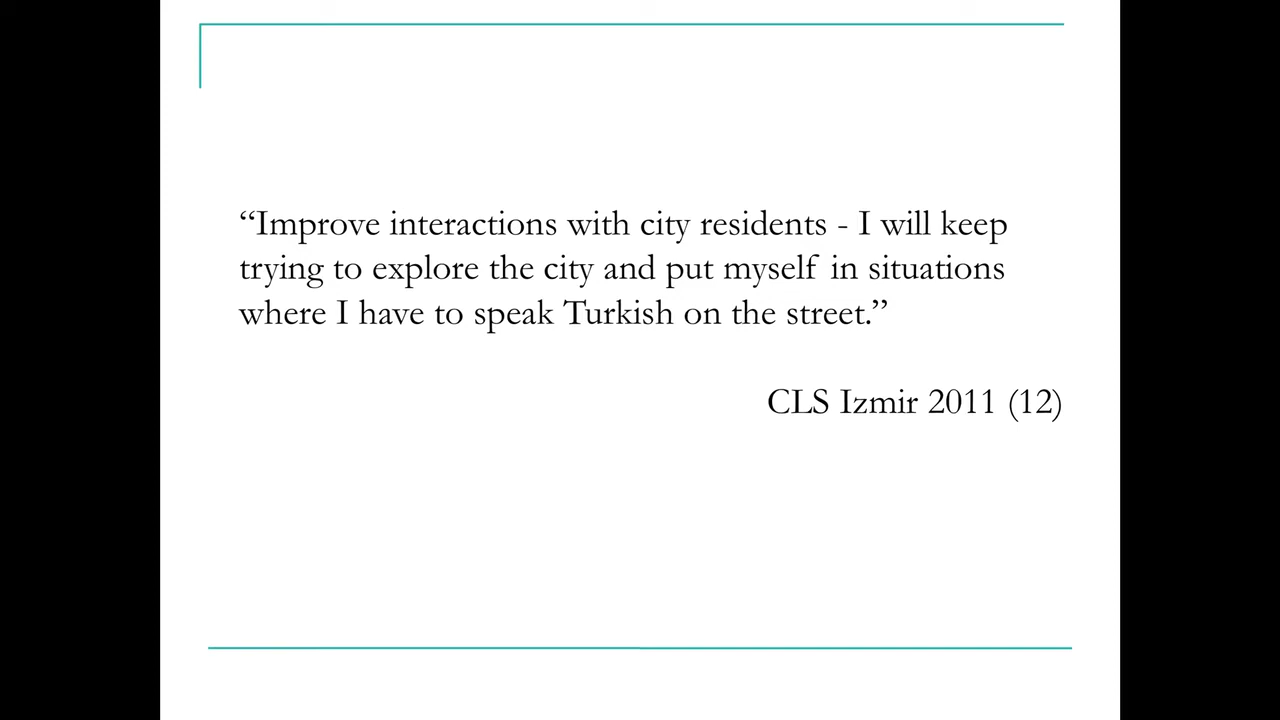 “Improve interactions with city residents - I will keep
trying to explore the city and put myself in situations
where I have to speak Turkish on the street.”
CLS Izmir 2011 (12)